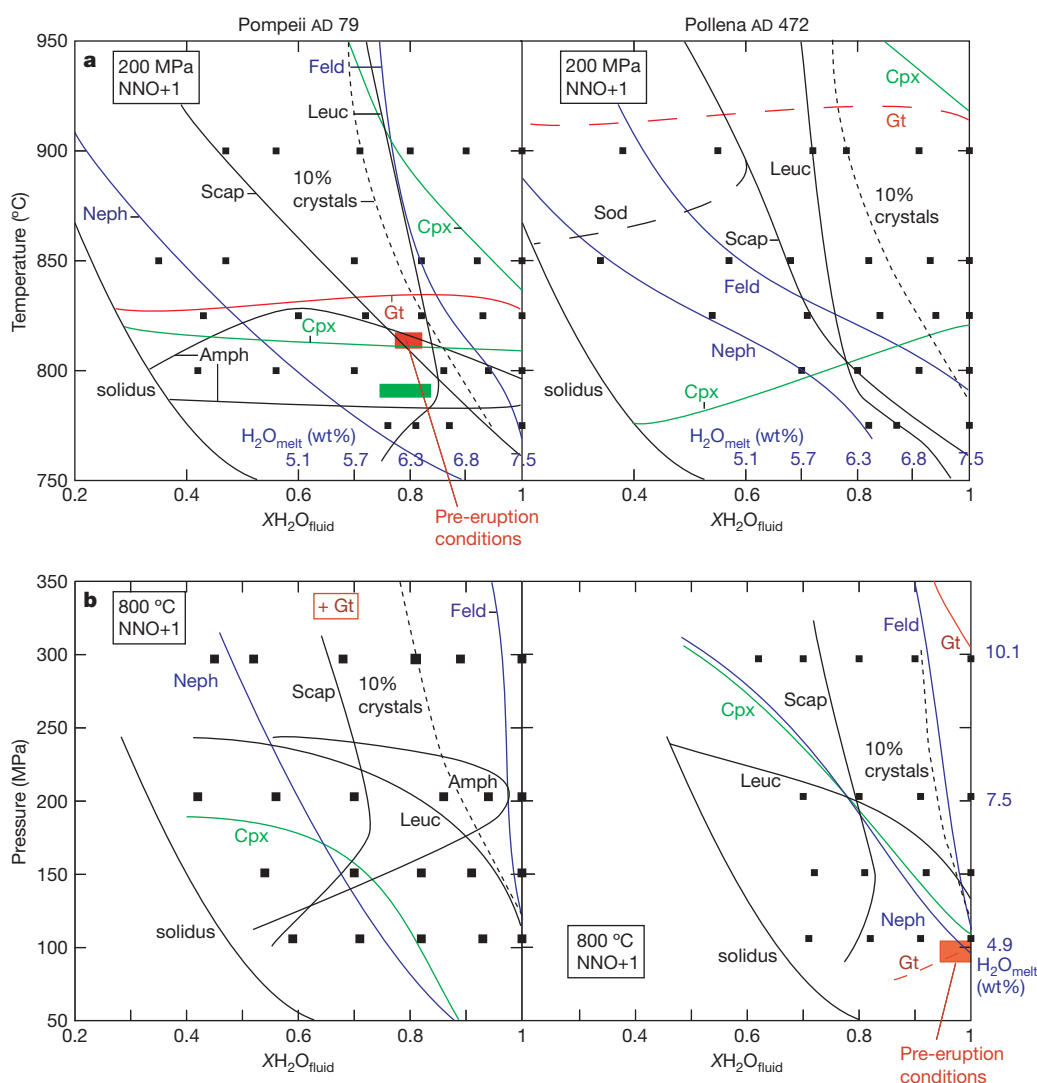 Pompeii AD 79
Pollena AD 472
a
200 MPa
NNO+1
Feld
Leuc
Scap
10%
crystals
Neph
Cpx
Gt
Cpx
Amph
solidus
H2Omelt (wt%)
5.1 5.7 6.3 6.8 7.5
950
900
850
800
750
Temperature (ºC)
0.2 0.4 0.6 0.8 1
XH2Ofluid
Pre-eruption
conditions
200 MPa
NNO+1
Cpx
Gt
Leuc
10%
crystals
Sod
Scap
Feld
Neph
Cpx
solidus
H2Omelt (wt%)
5.1 5.7 6.3 6.8 7.5
0.4 0.6 0.8 1
XH2Ofluid
b
800 ºC
NNO+1
+ Gt
Feld
Neph
Scap
10%
crystals
Amph
Leuc
Cpx
solidus
350
300
250
200
150
100
50
Pressure (MPa)
0.2 0.4 0.6 0.8 1
XH2Ofluid
Feld
Gt
10.1
Scap
Cpx
10%
crystals
Leuc
7.5
Neph
800 ºC
NNO+1
solidus
Gt
4.9
H2Omelt
(wt%)
0.4 0.6 0.8 1
XH2Ofluid
Pre-eruption
conditions